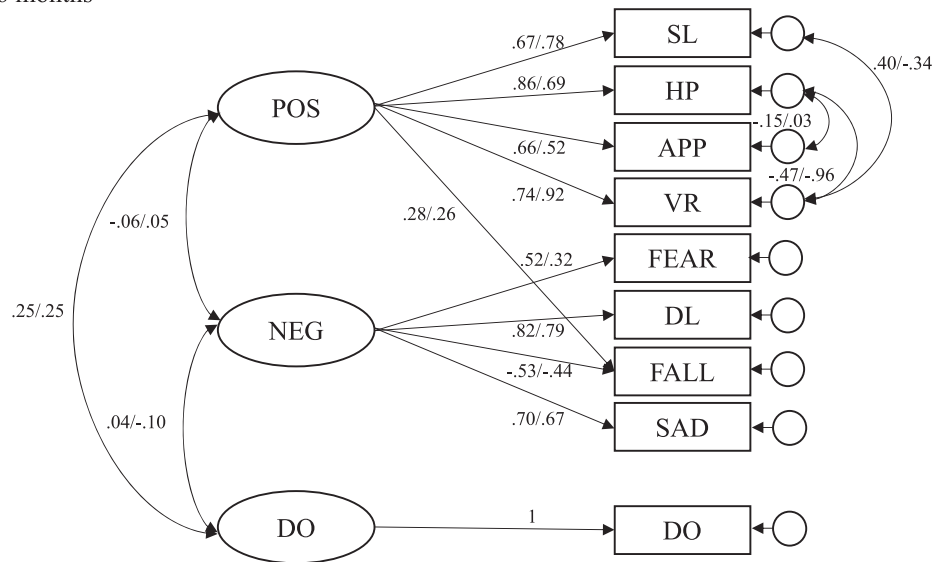 months
SL
.67/.78
.40/-.34
HP
.86/.69
POS
-.15/.03
APP
.66/.52
-.47/-.96
.74/.92
VR
.28/.26
-.06/.05
FEAR
.52/.32
.25/.25
DL
NEG
.82/.79
FALL
-.53/-.44
.70/.67
SAD
.04/-.10
1
DO
DO